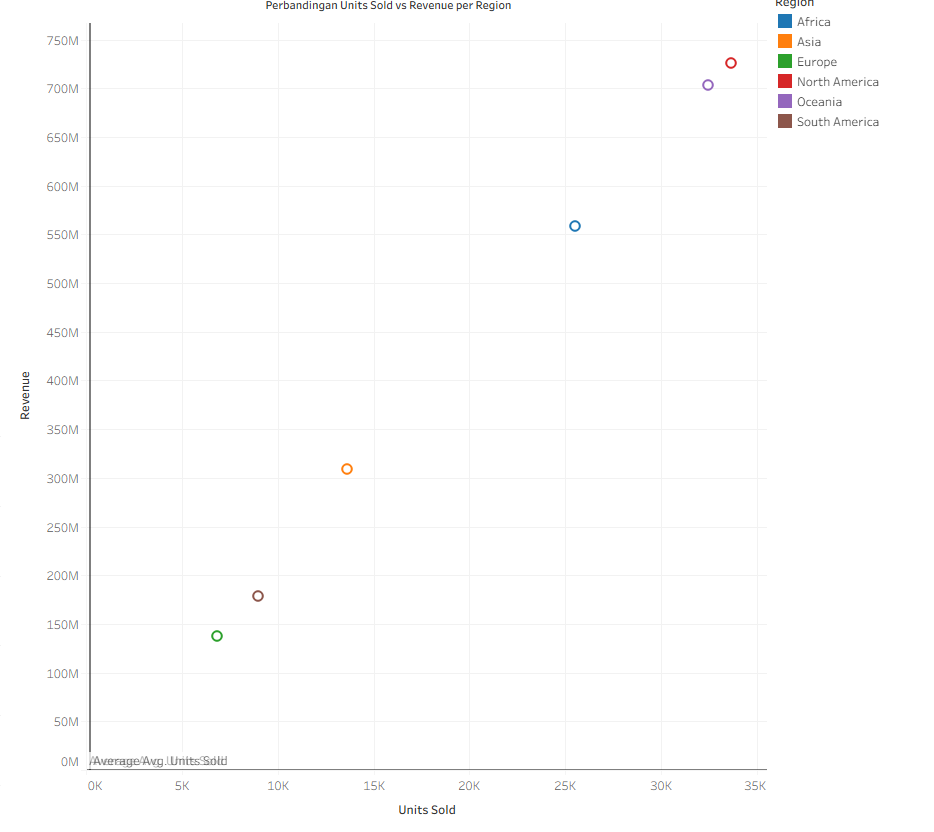 Perbandingan Units Sold vs Revenue per Region
Region
Africa
Asia
Europe
North America
Oceania
South America
750M
700M
650M
600M
550M
500M
450M
400M
350M
300M
250M
200M
150M
100M
50M
0M
Revenue
Average Avg. Units Sold
0K 5K 10K 15K 20K 25K 30K 35K
Units Sold